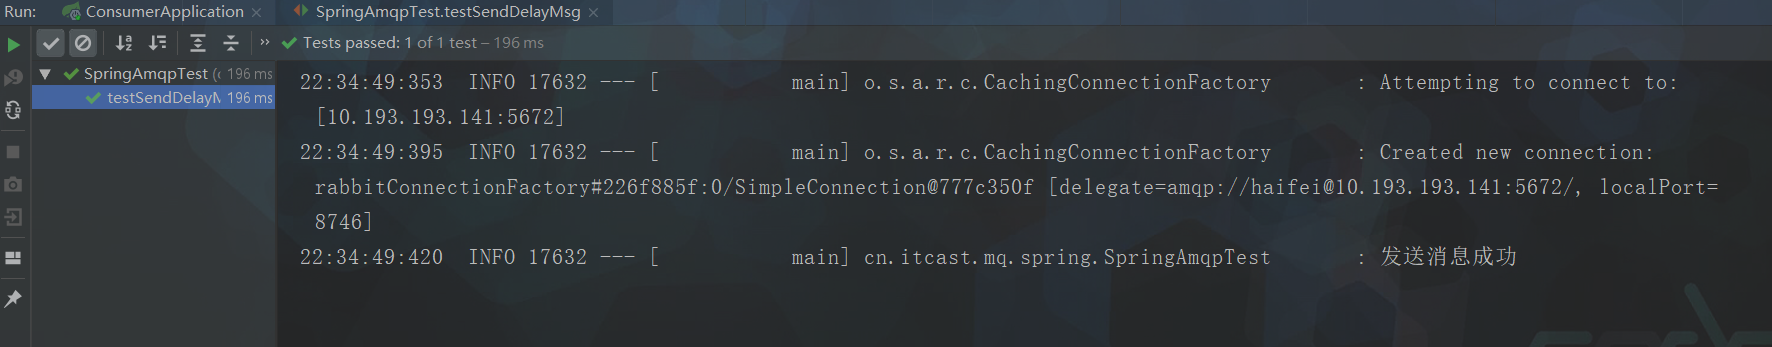 Run: ConsumerApplication × SpringAmqpTest.testSendDelayMsg ×
» Tests passed: 1 of 1 test – 196 ms
SpringAmqpTest (c 196 ms
testSendDelayM 196 ms
22:34:49:353  INFO 17632 --- [           main] o.s.a.r.c.CachingConnectionFactory       : Attempting to connect to:
[10.193.193.141:5672]
22:34:49:395  INFO 17632 --- [           main] o.s.a.r.c.CachingConnectionFactory       : Created new connection:
rabbitConnectionFactory#226f885f:0/SimpleConnection@777c350f [delegate=amqp://haifei@10.193.193.141:5672/, localPort=
8746]
22:34:49:420  INFO 17632 --- [           main] cn.itcast.mq.spring.SpringAmqpTest       : 发送消息成功